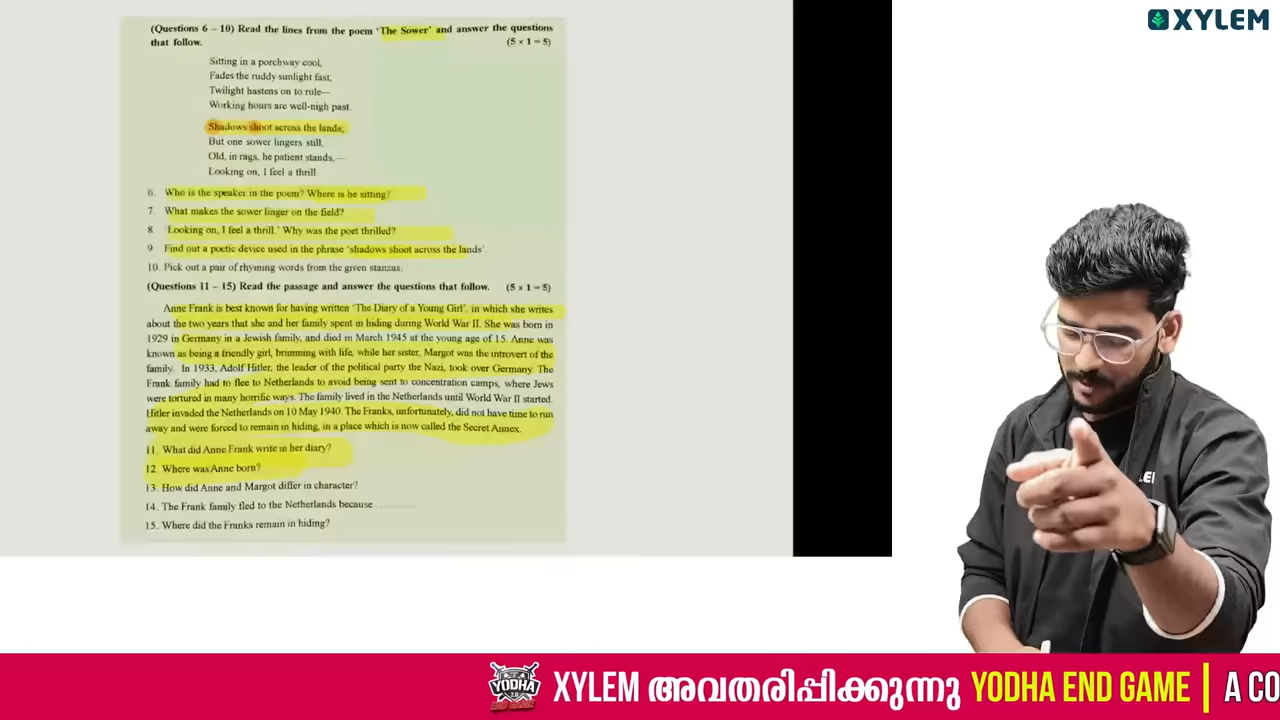 XYLEM
(Questions 6 – 10) Read the lines from the poem 'The Sower' and answer the questions
that follow. (5 × 1 = 5)
Sitting in a porchway cool,
Fades the ruddy sunlight fast,
Twilight hastens on to rule—
Working hours are well-nigh past.
Shadows shoot across the lands;
But one sower lingers still,
Old, in rags, he patient stands,—
Looking on, I feel a thrill
6. Who is the speaker in the poem? Where is he sitting?
7. What makes the sower linger on the field?
8 'Looking on, I feel a thrill.' Why was the poet thrilled?
9 Find out a poetic device used in the phrase 'shadows shoot across the lands'.
10. Pick out a pair of rhyming words from the given stanzas.
(Questions 11 – 15) Read the passage and answer the questions that follow. (5 × 1 = 5)
Anne Frank is best known for having written 'The Diary of a Young Girl', in which she writes
about the two years that she and her family spent in hiding during World War II. She was born in
1929 in Germany in a Jewish family, and died in March 1945 at the young age of 15. Anne was
known as being a friendly girl, brimming with life, while her sister, Margot was the introvert of the
family. In 1933, Adolf Hitler, the leader of the political party the Nazi, took over Germany. The
Frank family had to flee to Netherlands to avoid being sent to concentration camps, where Jews
were tortured in many horrific ways. The family lived in the Netherlands until World War II started.
Hitler invaded the Netherlands on 10 May 1940. The Franks, unfortunately, did not have time to run
away and were forced to remain in hiding, in a place which is now called the Secret Annex.
11. What did Anne Frank write in her diary?
12 Where was Anne born?
13. How did Anne and Margot differ in character?
14. The Frank family fled to the Netherlands because ............
15. Where did the Franks remain in hiding?
YODHA
2.0
END GAME
XYLEM അവതരിപ്പിക്കുന്നു YODHA END GAME | A CO